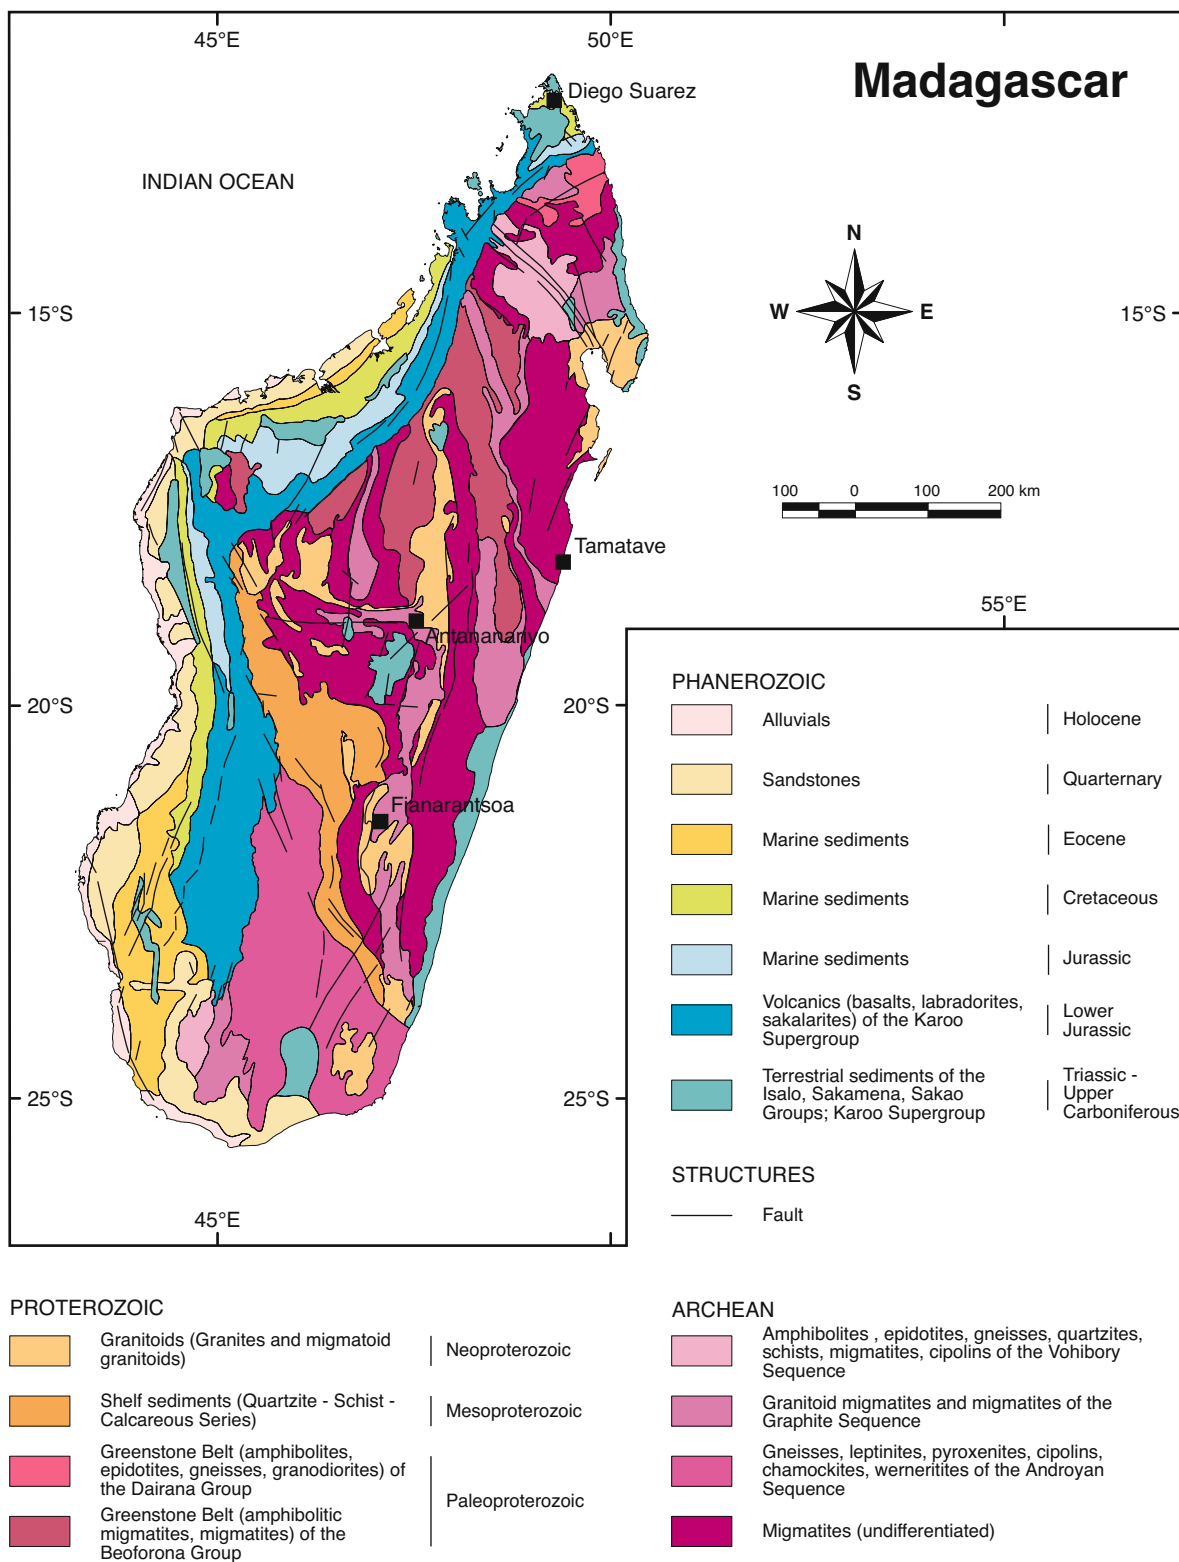 45°E
50°E
Madagascar
Diego Suarez
INDIAN OCEAN
N
W
E
S
15°S
15°S
100 0 100 200 km
Tamatave
55°E
Antananarivo
20°S
20°S
Fianarantsoa
25°S
25°S
45°E
PHANEROZOIC
Alluvials
Holocene
Sandstones
Quarternary
Marine sediments
Eocene
Marine sediments
Cretaceous
Marine sediments
Jurassic
Volcanics (basalts, labradorites,
sakalarites) of the Karoo
Supergroup
Lower
Jurassic
Terrestrial sediments of the
Isalo, Sakamena, Sakao
Groups; Karoo Supergroup
Triassic -
Upper
Carboniferous
STRUCTURES
Fault
PROTEROZOIC
Granitoids (Granites and migmatoid
granitoids)
Neoproterozoic
Shelf sediments (Quartzite - Schist -
Calcareous Series)
Mesoproterozoic
Greenstone Belt (amphibolites,
epidotites, gneisses, granodiorites) of
the Dairana Group
Greenstone Belt (amphibolitic
migmatites, migmatites) of the
Beoforona Group
Paleoproterozoic
ARCHEAN
Amphibolites , epidotites, gneisses, quartzites,
schists, migmatites, cipolins of the Vohibory
Sequence
Granitoid migmatites and migmatites of the
Graphite Sequence
Gneisses, leptinites, pyroxenites, cipolins,
chamockites, werneritites of the Androyan
Sequence
Migmatites (undifferentiated)